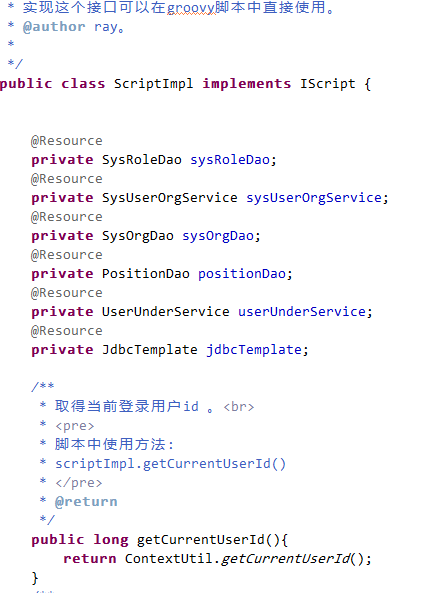 * 实现这个接口可以在groovy脚本中直接使用。
* @author ray。
*
*/
public class ScriptImpl implements IScript {
@Resource
private SysRoleDao sysRoleDao;
@Resource
private SysUserOrgService sysUserOrgService;
@Resource
private SysOrgDao sysOrgDao;
@Resource
private PositionDao positionDao;
@Resource
private UserUnderService userUnderService;
@Resource
private JdbcTemplate jdbcTemplate;
/**
* 取得当前登录用户id 。<br>
* <pre>
* 脚本中使用方法：
* scriptImpl.getCurrentUserId()
* </pre>
* @return
*/
public long getCurrentUserId(){
return ContextUtil.getCurrentUserId();
}